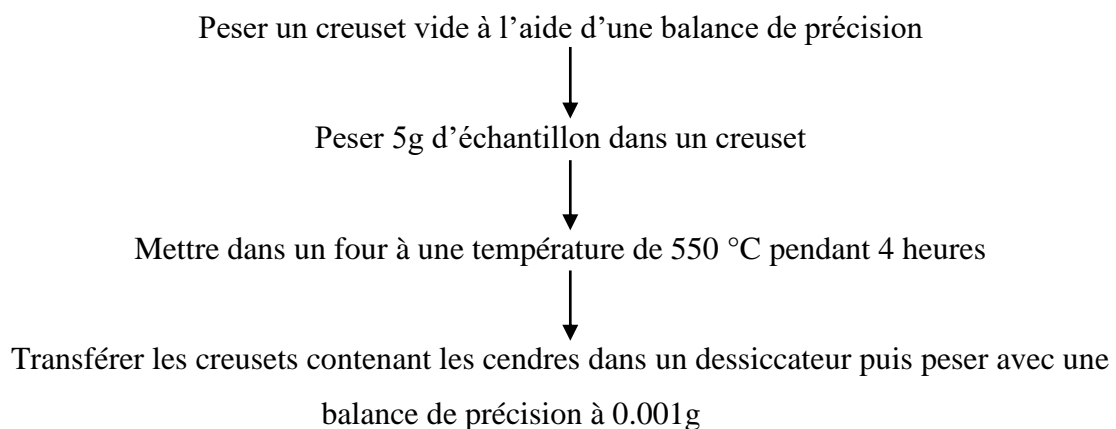 Peser un creuset vide à l’aide d’une balance de précision
Peser 5g d’échantillon dans un creuset
Mettre dans un four à une température de 550 °C pendant 4 heures
Transférer les creusets contenant les cendres dans un dessiccateur puis peser avec une
balance de précision à 0.001g